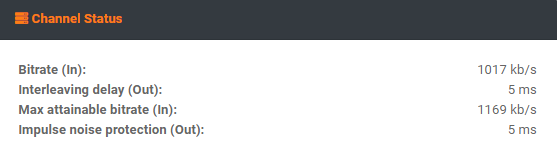 Channel Status
Bitrate (In): 1017 kb/s
Interleaving delay (Out): 5 ms
Max attainable bitrate (In): 1169 kb/s
Impulse noise protection (Out): 5 ms